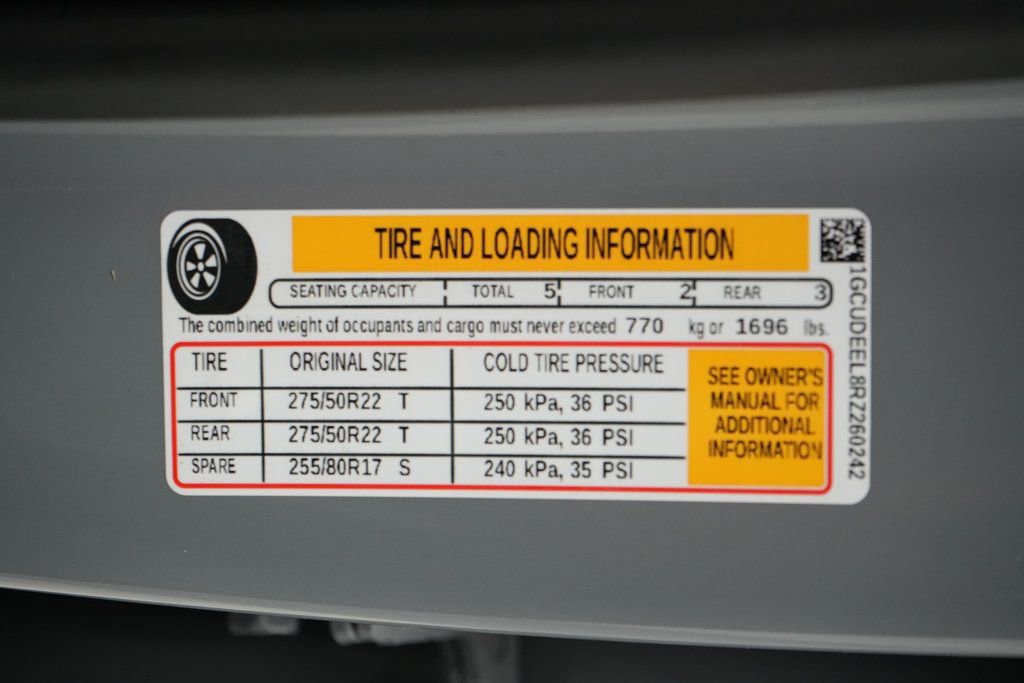 TIRE AND LOADING INFORMATION
SEATING CAPACITY TOTAL 5 FRONT 2 REAR 3
The combined weight of occupants and cargo must never exceed 770 kg or 1696 lbs.
TIRE ORIGINAL SIZE COLD TIRE PRESSURE
FRONT 275/50R22 T 250 kPa, 36 PSI
REAR 275/50R22 T 250 kPa, 36 PSI
SPARE 255/80R17 S 240 kPa, 35 PSI
SEE OWNER'S
MANUAL FOR
ADDITIONAL
INFORMATION
1GCUDEEL8RZ260242